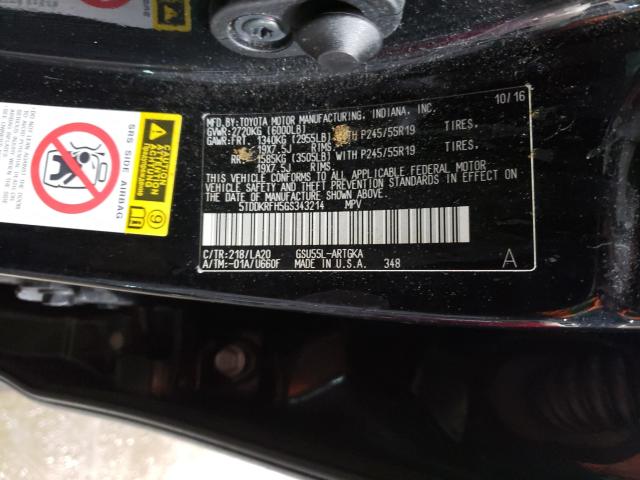 MFD.BY:TOYOTA MOTOR MANUFACTURING, INDIANA, INC. 10/16
GVWR:2720KG (6000LB)
GAWR:FRT. 1340KG (2955LB) WITH P245/55R19 TIRES,
19X7.5J RIMS,
RR. 1585KG (3505LB) WITH P245/55R19 TIRES,
19X7.5J RIMS,
THIS VEHICLE CONFORMS TO ALL APPLICABLE FEDERAL MOTOR
VEHICLE SAFETY AND THEFT PREVENTION STANDARDS IN EFFECT
ON THE DATE OF MANUFACTURE SHOWN ABOVE.
5TDDKRFH5GS343214 MPV
C/TR:218/LA20 GSU55L-ARTGKA A
A/TM:-01A/U660F MADE IN U.S.A. 348
SRS SIDE AIRBAG
9